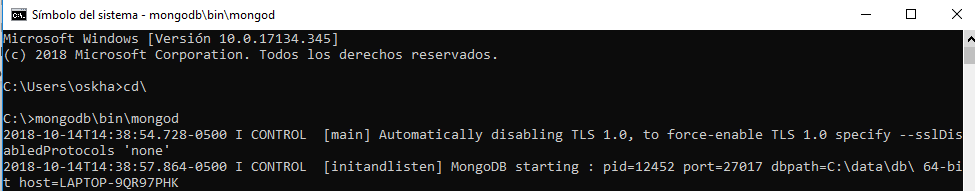 Símbolo del sistema - mongodb\bin\mongod
Microsoft Windows [Versión 10.0.17134.345]
(c) 2018 Microsoft Corporation. Todos los derechos reservados.
C:\Users\oskha>cd\
C:\>mongodb\bin\mongod
2018-10-14T14:38:54.728-0500 I CONTROL  [main] Automatically disabling TLS 1.0, to force-enable TLS 1.0 specify --sslDis
abledProtocols 'none'
2018-10-14T14:38:57.864-0500 I CONTROL  [initandlisten] MongoDB starting : pid=12452 port=27017 dbpath=C:\data\db\ 64-bi
t host=LAPTOP-9QR97PHK